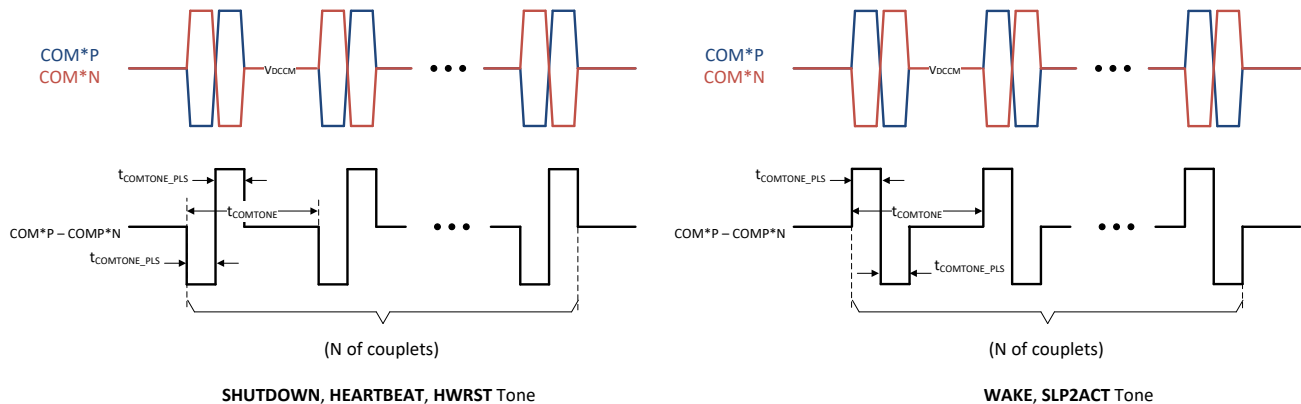 COM*P
COM*N
VDCCM
tCOMTONE_PLS
tCOMTONE
COM*P – COMP*N
tCOMTONE_PLS
(N of couplets)
SHUTDOWN, HEARTBEAT, HWRST Tone
COM*P
COM*N
VDCCM
tCOMTONE_PLS
tCOMTONE
COM*P – COMP*N
tCOMTONE_PLS
(N of couplets)
WAKE, SLP2ACT Tone